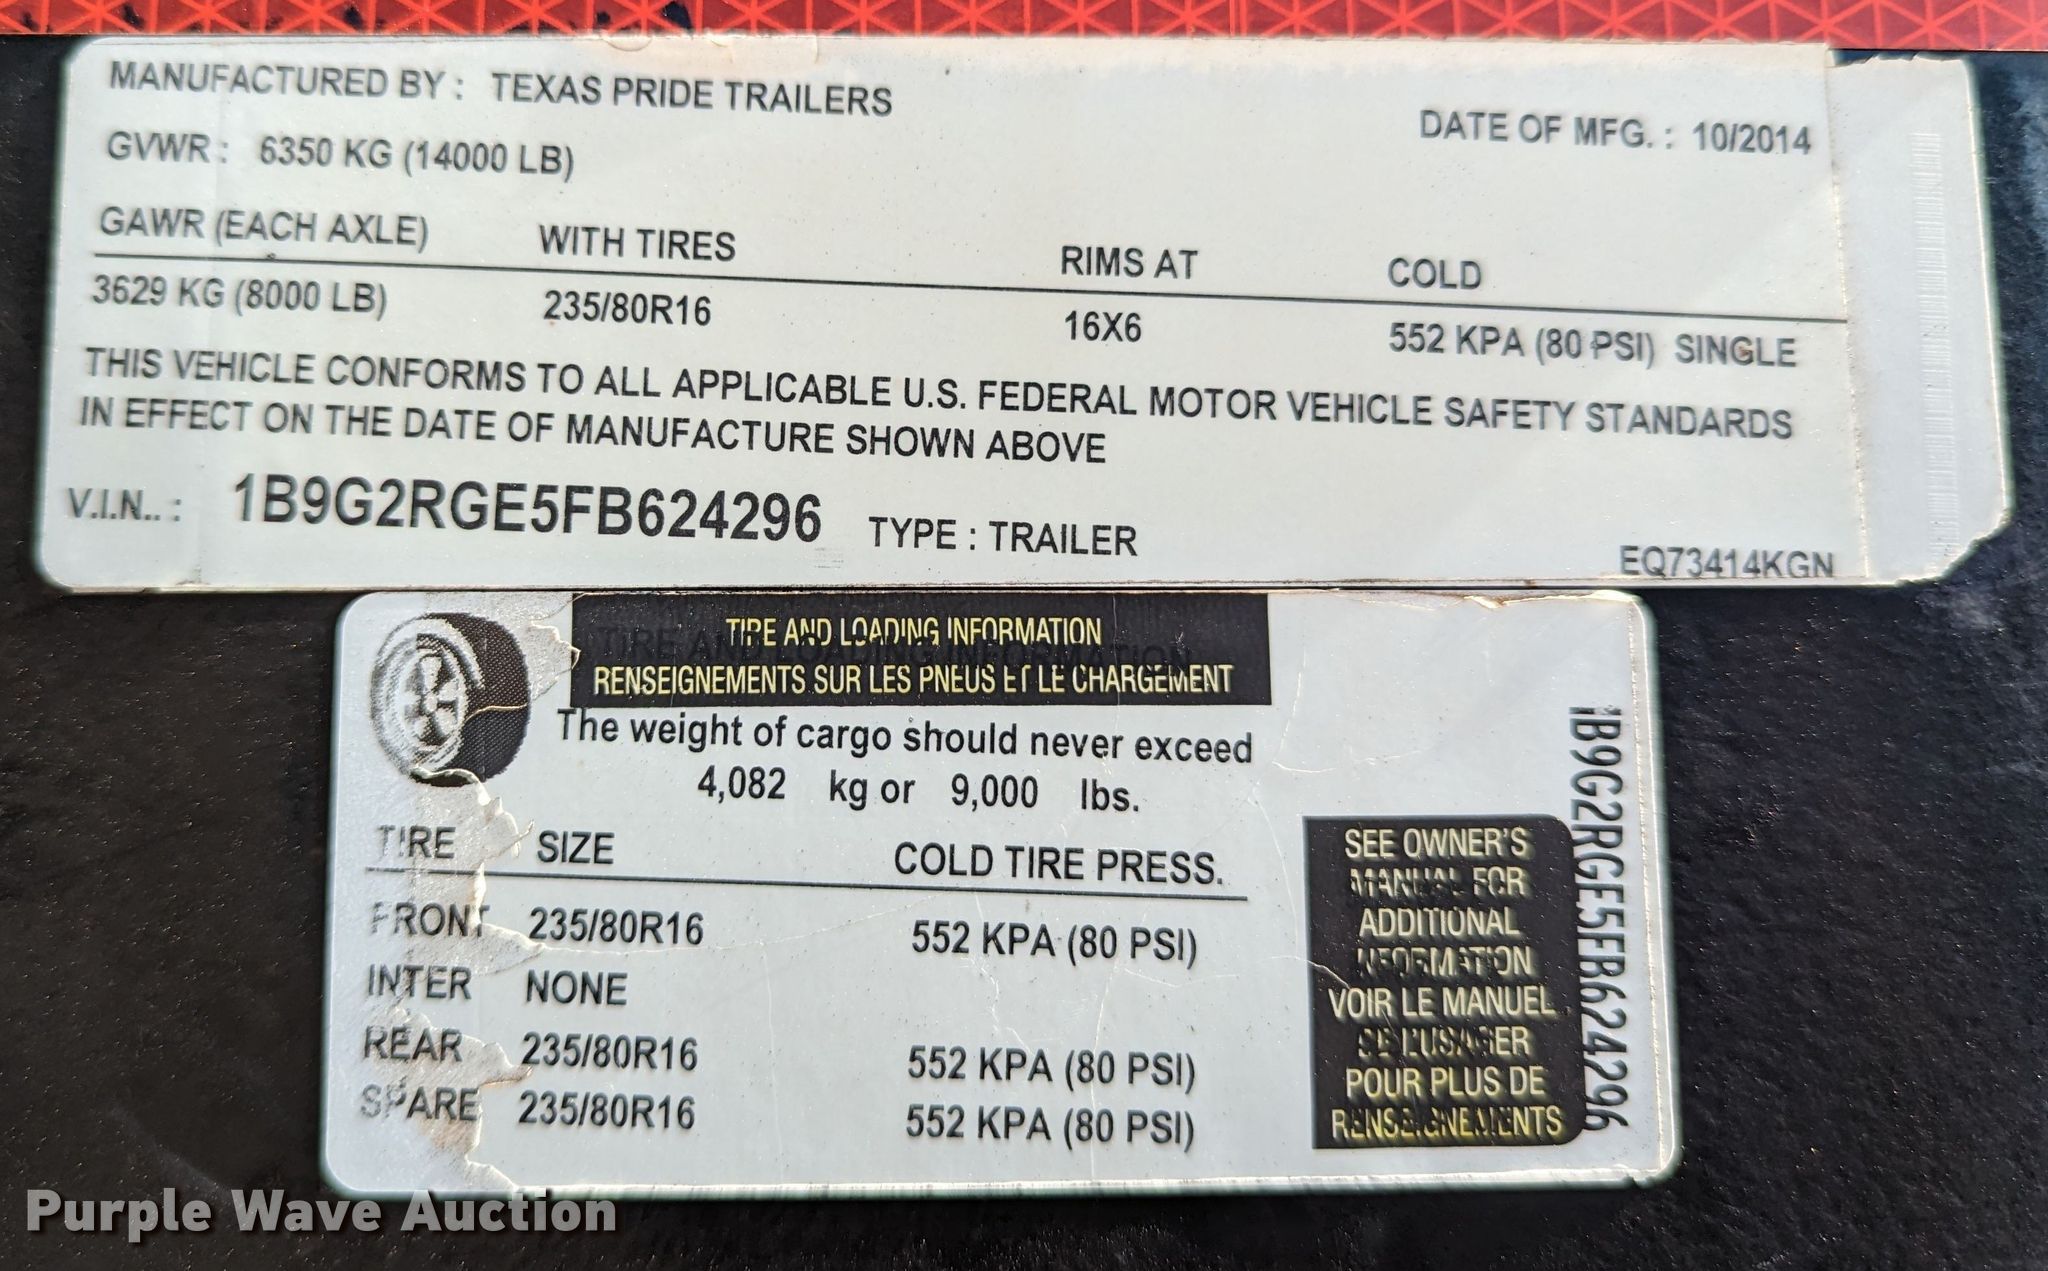 MANUFACTURED BY : TEXAS PRIDE TRAILERS
DATE OF MFG. : 10/2014
GVWR : 6350 KG (14000 LB)
GAWR (EACH AXLE) WITH TIRES RIMS AT COLD
3629 KG (8000 LB) 235/80R16 16X6 552 KPA (80 PSI) SINGLE
THIS VEHICLE CONFORMS TO ALL APPLICABLE U.S. FEDERAL MOTOR VEHICLE SAFETY STANDARDS
IN EFFECT ON THE DATE OF MANUFACTURE SHOWN ABOVE
V.I.N.. : 1B9G2RGE5FB624296 TYPE : TRAILER
EQ73414KGN
TIRE AND LOADING INFORMATION
TIRE AND LOADING INFORMATION
RENSEIGNEMENTS SUR LES PNEUS ET LE CHARGEMENT
The weight of cargo should never exceed
4,082 kg or 9,000 lbs.
TIRE SIZE COLD TIRE PRESS.
FRONT 235/80R16 552 KPA (80 PSI)
INTER NONE
REAR 235/80R16 552 KPA (80 PSI)
SPARE 235/80R16 552 KPA (80 PSI)
SEE OWNER'S
MANUAL FOR
ADDITIONAL
INFORMATION
VOIR LE MANUEL
DE L'USAGER
POUR PLUS DE
RENSEIGNEMENTS
1B9G2RGE5FB624296
Purple Wave Auction